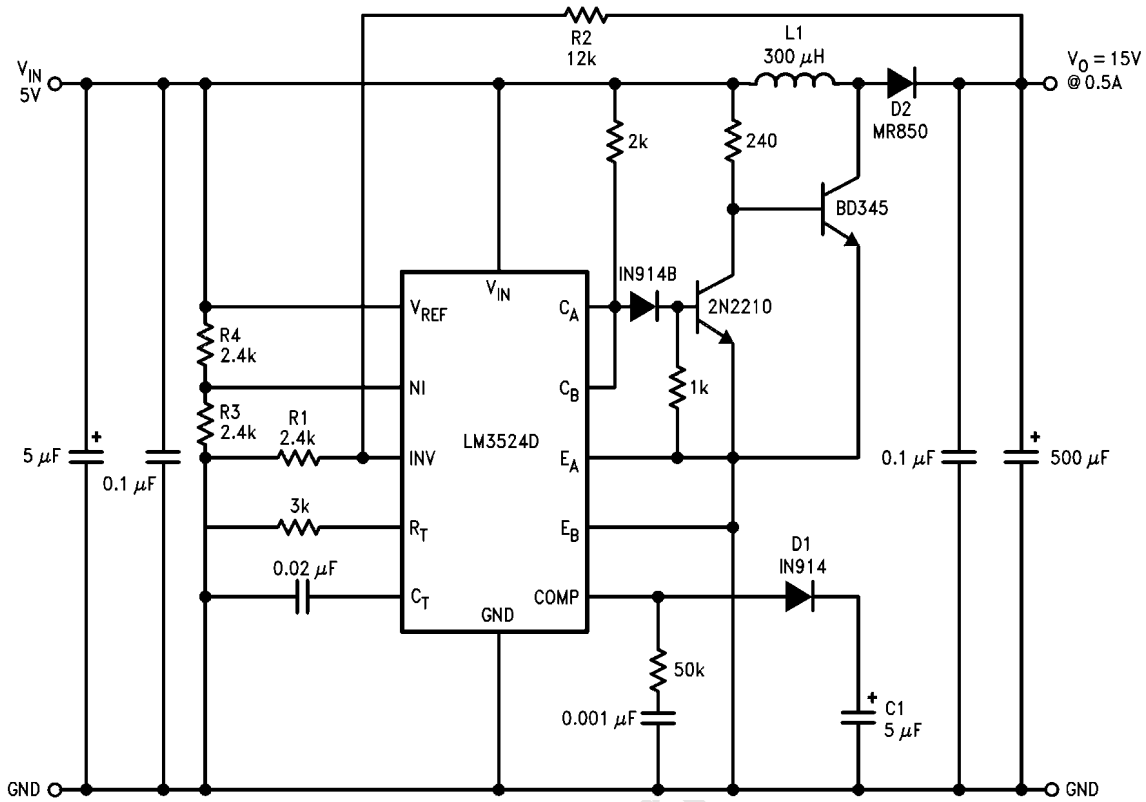 R2
12k
L1
300 μH
V_IN
5V
V_O = 15V
@ 0.5A
D2
MR850
2k
240
BD345
IN914B
2N2210
V_IN
V_REF
C_A
R4
2.4k
NI
C_B
1k
R3
2.4k
R1
2.4k
LM3524D
5 μF
+
0.1 μF
INV
E_A
0.1 μF
+
500 μF
3k
R_T
E_B
D1
IN914
0.02 μF
C_T
COMP
GND
50k
0.001 μF
+
C1
5 μF
GND
GND